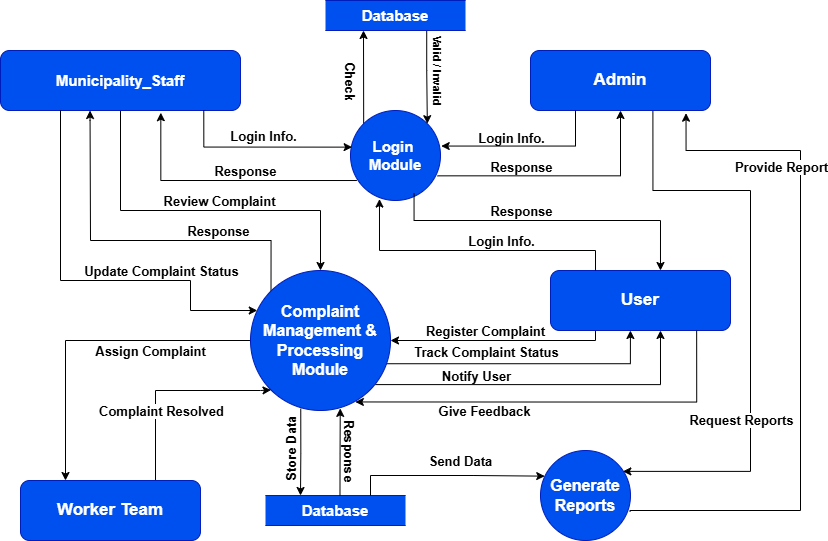 Database
Municipality_Staff
Admin
Check
Valid / Invalid
Login Info.
Login
Module
Login Info.
Response
Response
Provide Report
Review Complaint
Response
Response
Login Info.
Update Complaint Status
User
Complaint
Management &
Processing
Module
Register Complaint
Assign Complaint
Track Complaint Status
Notify User
Complaint Resolved
Give Feedback
Request Reports
Store Data
Response
Send Data
Generate
Reports
Worker Team
Database